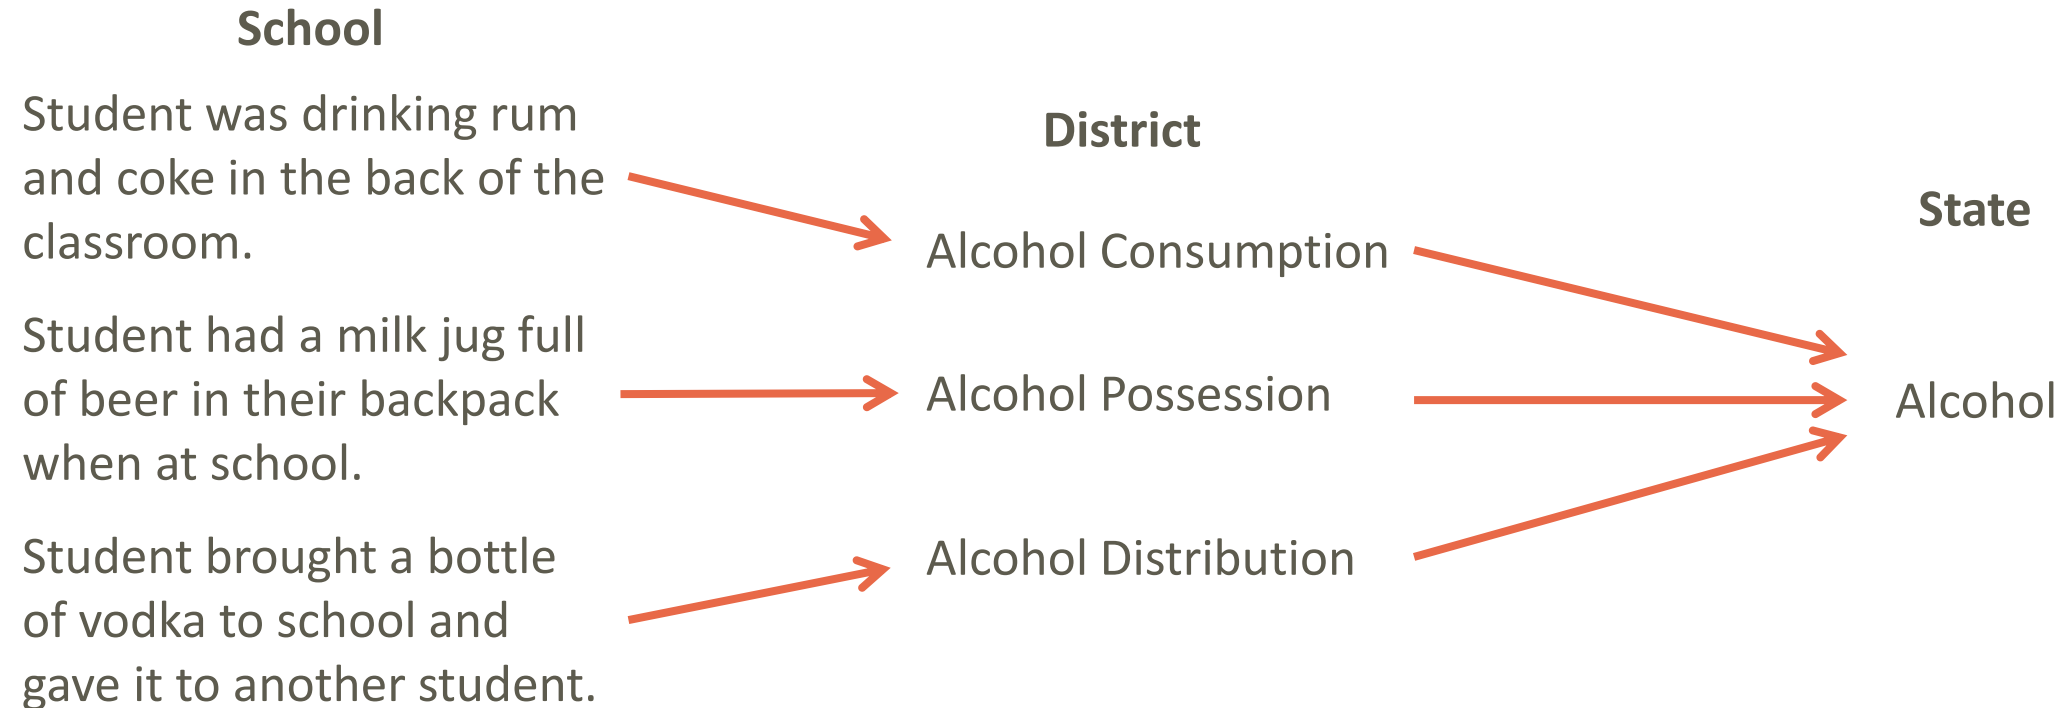 School
Student was drinking rum
and coke in the back of the
classroom.
Student had a milk jug full
of beer in their backpack
when at school.
Student brought a bottle
of vodka to school and
gave it to another student.
District
Alcohol Consumption
Alcohol Possession
Alcohol Distribution
State
Alcohol